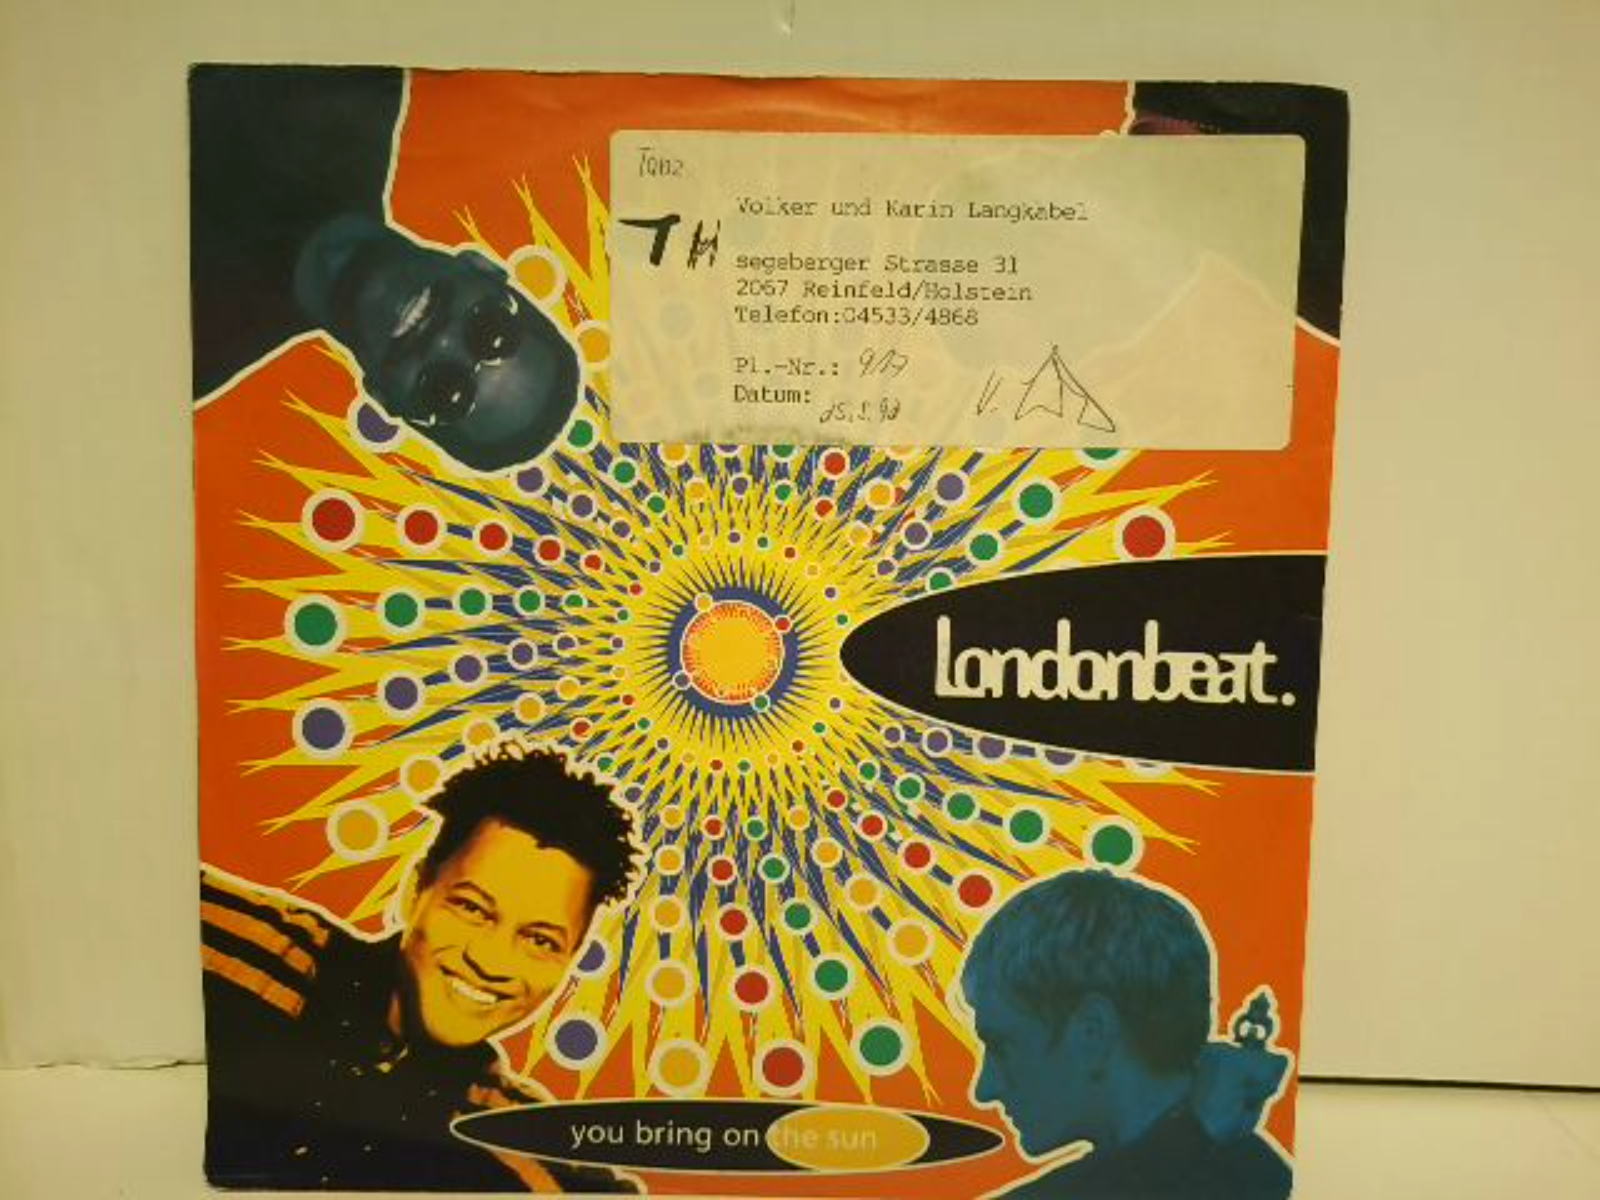 TH
Volker und Karin Langkabel
segeberger Strasse 31
2067 Reinfeld/Holstein
Telefon:04533/4868
Pl.-Nr.: 917
Datum:
londonbeat.
you bring on the sun